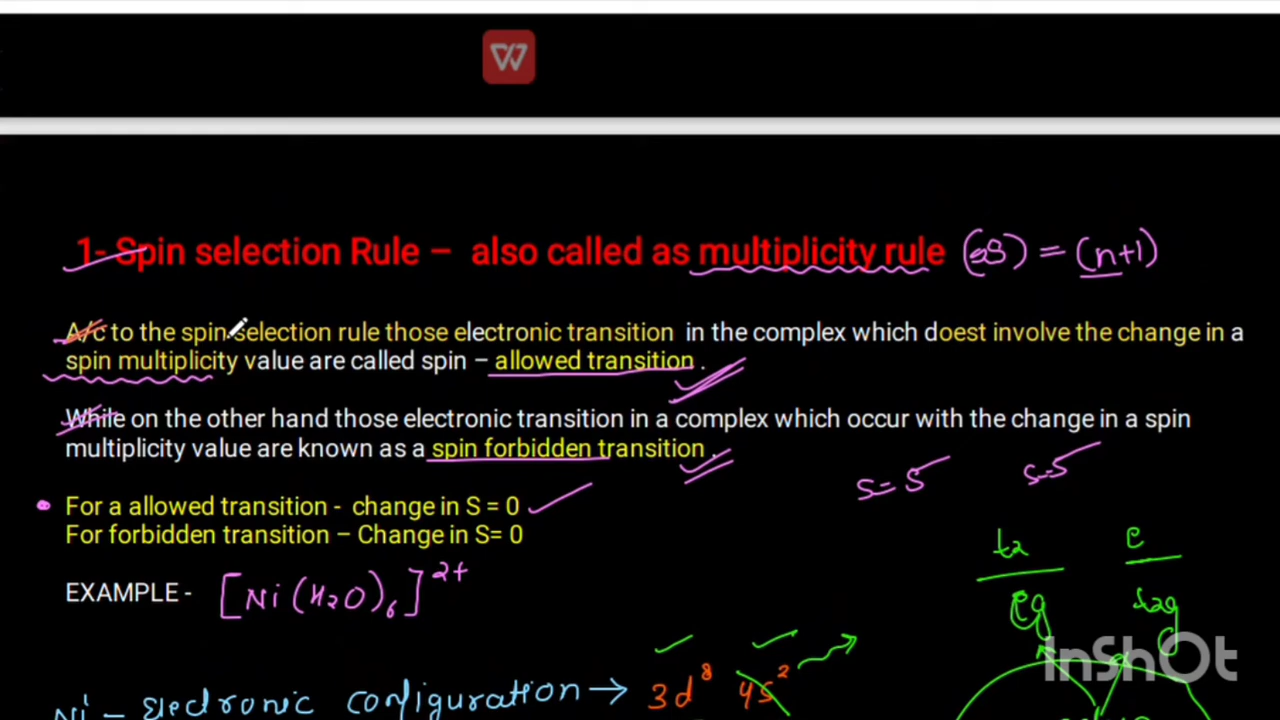 1- Spin selection Rule – also called as multiplicity rule (2S) = (n+1)
A/c to the spin selection rule those electronic transition in the complex which doest involve the change in a
spin multiplicity value are called spin – allowed transition .
While on the other hand those electronic transition in a complex which occur with the change in a spin
multiplicity value are known as a spin forbidden transition .
S=5 S=5
For a allowed transition - change in S = 0
For forbidden transition – Change in S= 0
t2 e
eg t2g
EXAMPLE - [Ni(H2O)6]2+
InShOt
Ni – Electronic configuration → 3d8 4s2